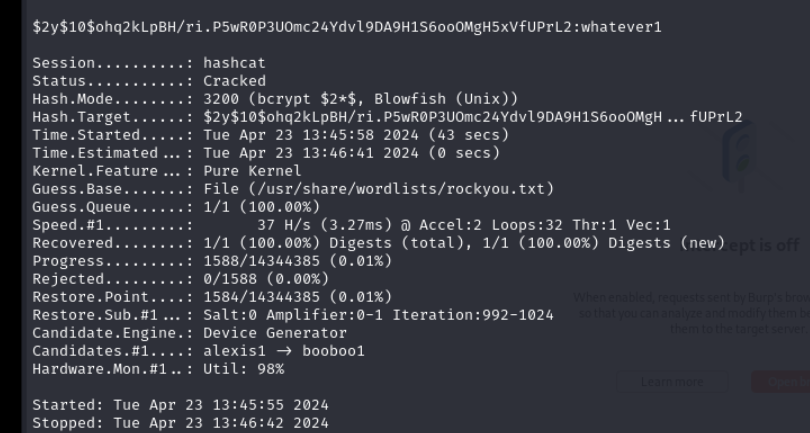 $2y$10$ohq2kLpBH/ri.P5wR0P3UOmc24Ydvl9DA9H1S6ooOMgH5xVfUPrL2:whatever1
Session..........: hashcat
Status...........: Cracked
Hash.Mode........: 3200 (bcrypt $2*$, Blowfish (Unix))
Hash.Target......: $2y$10$ohq2kLpBH/ri.P5wR0P3UOmc24Ydvl9DA9H1S6ooOMgH...fUPrL2
Time.Started.....: Tue Apr 23 13:45:58 2024 (43 secs)
Time.Estimated...: Tue Apr 23 13:46:41 2024 (0 secs)
Kernel.Feature...: Pure Kernel
Guess.Base.......: File (/usr/share/wordlists/rockyou.txt)
Guess.Queue......: 1/1 (100.00%)
Speed.#1.........:       37 H/s (3.27ms) @ Accel:2 Loops:32 Thr:1 Vec:1
Recovered........: 1/1 (100.00%) Digests (total), 1/1 (100.00%) Digests (new)
ept is off
Progress.........: 1588/14344385 (0.01%)
Rejected.........: 0/1588 (0.00%)
Restore.Point....: 1584/14344385 (0.01%)
When enabled, requests sent by Burp's brow
Restore.Sub.#1...: Salt:0 Amplifier:0-1 Iteration:992-1024
so that you can analyze and modify them be
Candidate.Engine.: Device Generator
them to the target server.
Candidates.#1....: alexis1 -> booboo1
Hardware.Mon.#1..: Util: 98%
Learn more
Started: Tue Apr 23 13:45:55 2024
Stopped: Tue Apr 23 13:46:42 2024